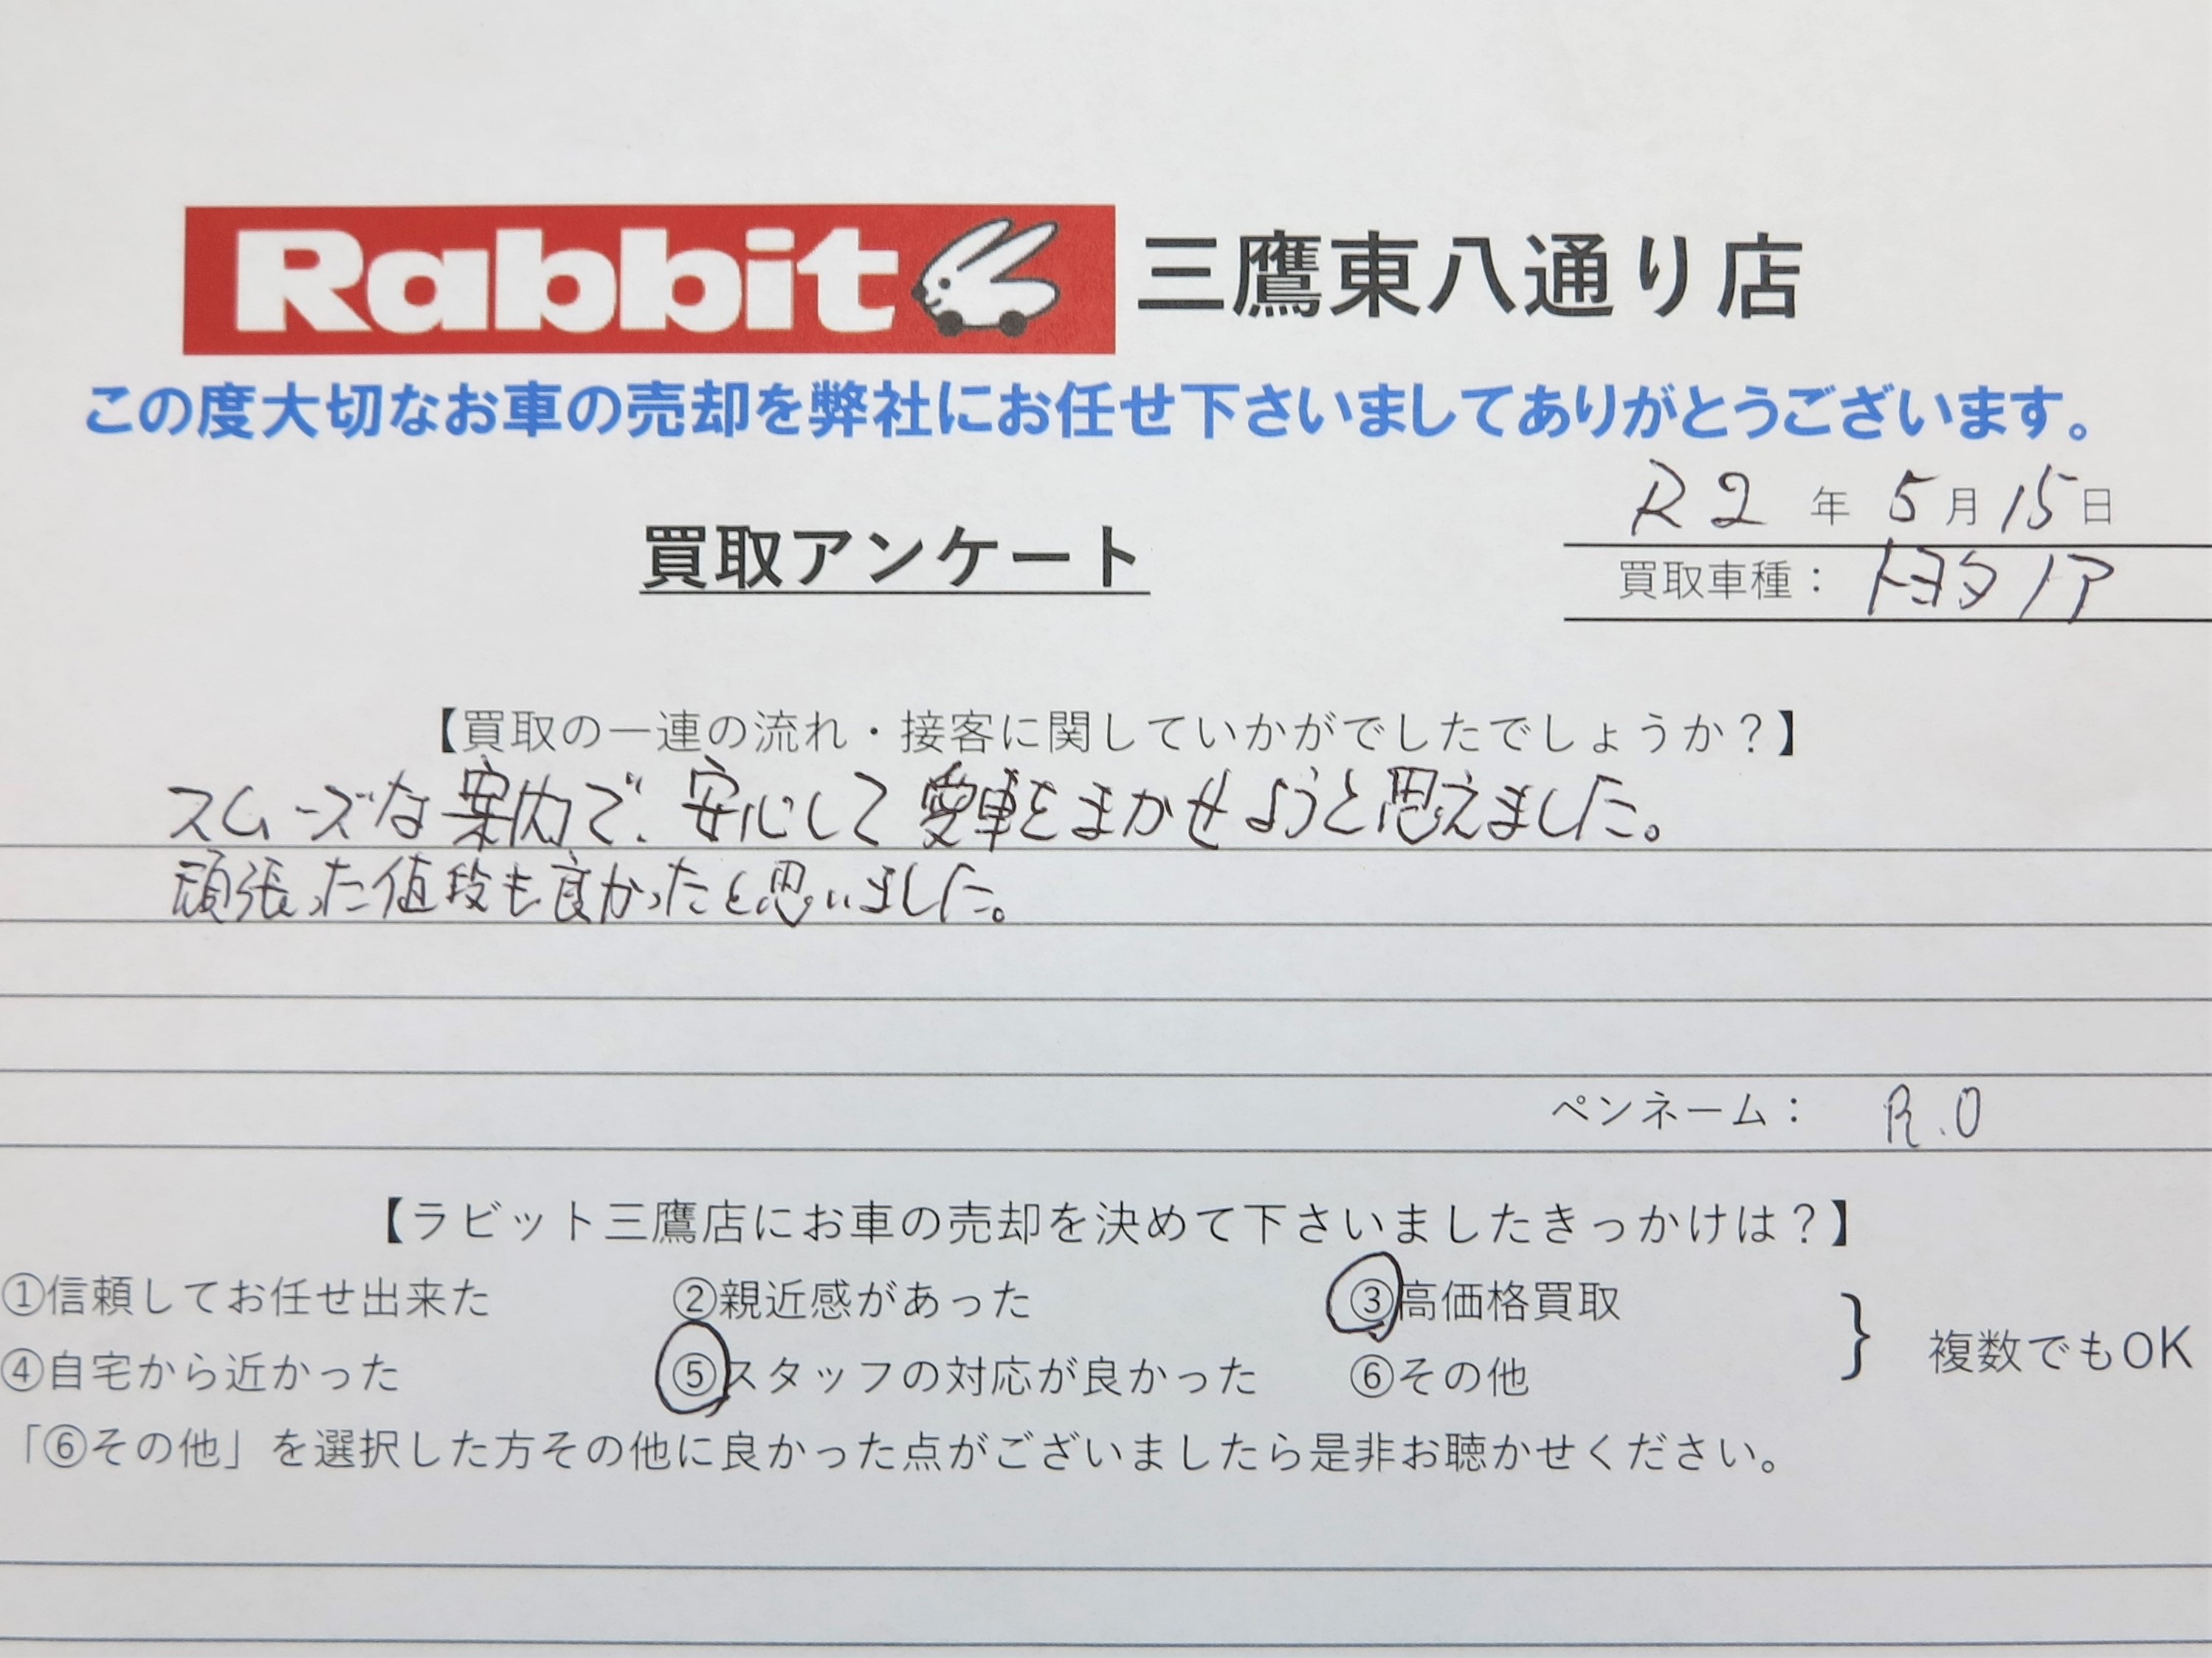 Rabbit 三鷹東八通り店
この度大切なお車の売却を弊社にお任せ下さいましてありがとうございます。
R2年5月15日
買取アンケート
買取車種： トヨタノア
【買取の一連の流れ・接客に関していかがでしたでしょうか？】
スムーズな案内で、安心して愛車をまかせようと思えました。
頑張った値段も良かったと思いました。
ペンネーム： R.O
【ラビット三鷹店にお車の売却を決めて下さいましたきっかけは？】
①信頼してお任せ出来た ②親近感があった ③高価格買取
④自宅から近かった ⑤スタッフの対応が良かった ⑥その他 } 複数でもOK
「⑥その他」を選択した方その他に良かった点がございましたら是非お聴かせください。